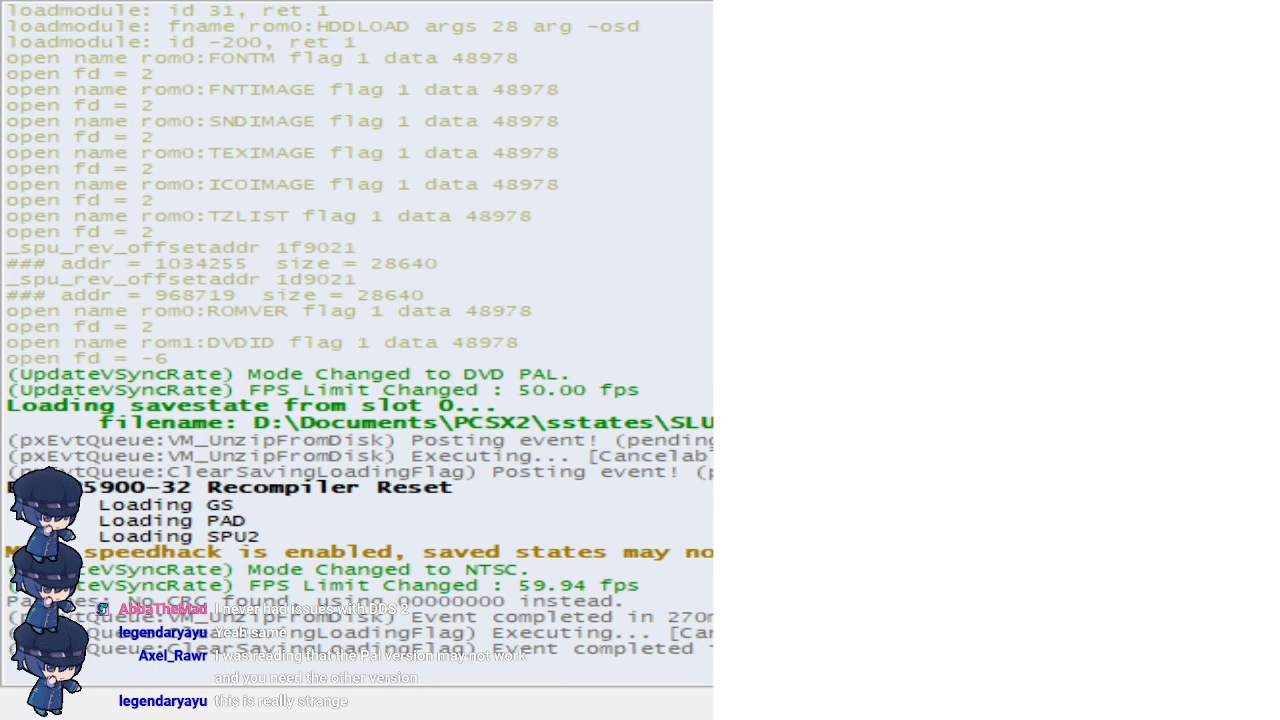 loadmodule: id 31, ret 1
loadmodule: fname rom0:HDDLOAD args 28 arg -osd
loadmodule: id -200, ret 1
open name rom0:FONTM flag 1 data 48978
open fd = 2
open name rom0:FNTIMAGE flag 1 data 48978
open fd = 2
open name rom0:SNDIMAGE flag 1 data 48978
open fd = 2
open name rom0:TEXIMAGE flag 1 data 48978
open fd = 2
open name rom0:ICOIMAGE flag 1 data 48978
open fd = 2
open name rom0:TZLIST flag 1 data 48978
open fd = 2
_spu_rev_offsetaddr 1f9021
### addr = 1034255  size = 28640
_spu_rev_offsetaddr 1d9021
### addr = 968719  size = 28640
open name rom0:ROMVER flag 1 data 48978
open fd = 2
open name rom1:DVDID flag 1 data 48978
open fd = -6
(UpdateVSyncRate) Mode Changed to DVD PAL.
(UpdateVSyncRate) FPS Limit Changed : 50.00 fps
Loading savestate from slot 0...
filename: D:\Documents\PCSX2\sstates\SLU
(pxEvtQueue:VM_UnzipFromDisk) Posting event! (pending
(pxEvtQueue:VM_UnzipFromDisk) Executing... [Cancelab
EvtQueue:ClearSavingLoadingFlag) Posting event! (p
5900-32 Recompiler Reset
Loading GS
Loading PAD
Loading SPU2
speedhack is enabled, saved states may no
teVSyncRate) Mode Changed to NTSC.
teVSyncRate) FPS Limit Changed : 59.94 fps
No CRC found, using 00000000 instead.
Queue:VM_UnzipFromDisk) Event completed in 270m
Queue:ClearSavingLoadingFlag) Executing... [Can
Queue:ClearSavingLoadingFlag) Event completed
AbbaTheMad I never had issues with DDS 2
legendaryayu Yeah same
Axel_Rawr I was reading that the Pal version may not work
and you need the other version
legendaryayu this is really strange